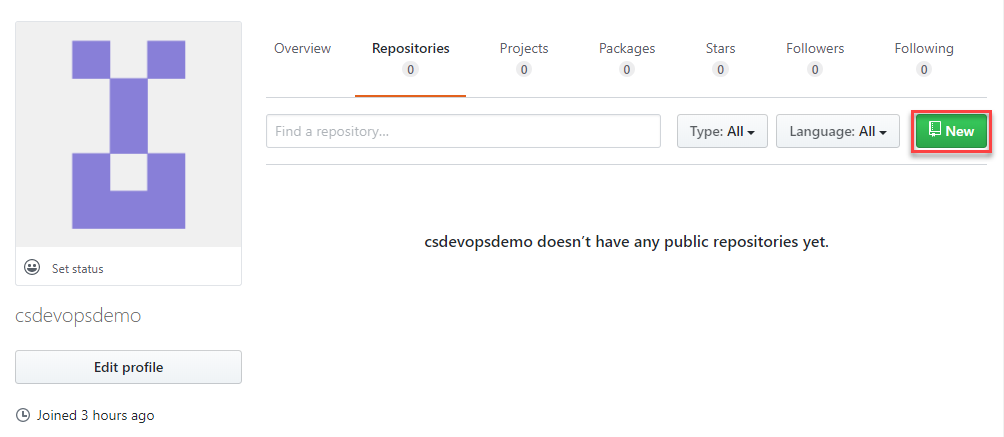 Overview Repositories Projects Packages Stars Followers Following
0 0 0 0 0 0
Find a repository... Type: All Language: All New
csdevopsdemo doesn't have any public repositories yet.
Set status
csdevopsdemo
Edit profile
Joined 3 hours ago